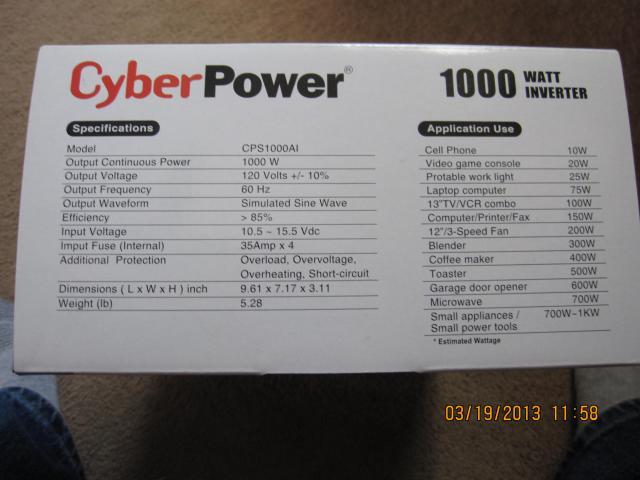 CyberPower® 1000 WATT INVERTER
Specifications
Model CPS1000AI
Output Continuous Power 1000 W
Output Voltage 120 Volts +/- 10%
Output Frequency 60 Hz
Output Waveform Simulated Sine Wave
Efficiency > 85%
Input Voltage 10.5 ~ 15.5 Vdc
Imput Fuse (Internal) 35Amp x 4
Additional Protection Overload, Overvoltage,
Overheating, Short-circuit
Dimensions ( L x W x H ) inch 9.61 x 7.17 x 3.11
Weight (lb) 5.28
Application Use
Cell Phone 10W
Video game console 20W
Protable work light 25W
Laptop computer 75W
13"TV/VCR combo 100W
Computer/Printer/Fax 150W
12"/3-Speed Fan 200W
Blender 300W
Coffee maker 400W
Toaster 500W
Garage door opener 600W
Microwave 700W
Small appliances / 700W~1KW
Small power tools
* Estimated Wattage
03/19/2013 11:58